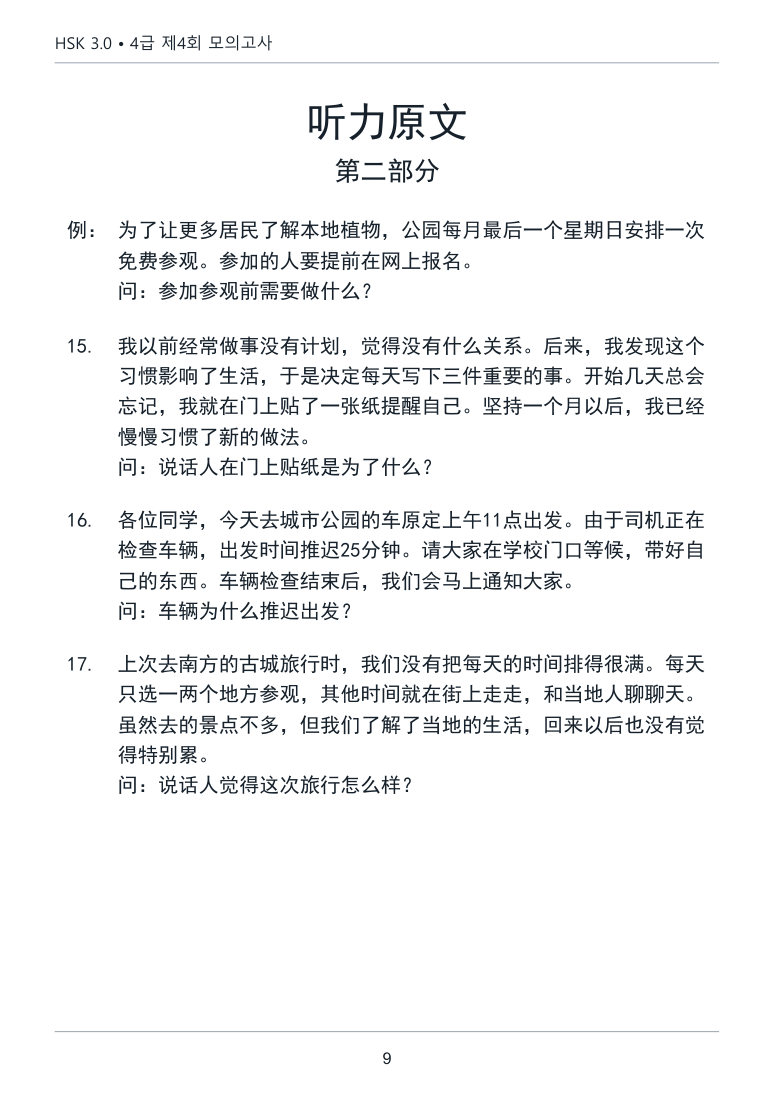 HSK 3.0 • 4급 제4회 모의고사
听力原文
第二部分
例： 为了让更多居民了解本地植物，公园每月最后一个星期日安排一次
免费参观。参加的人要提前在网上报名。
问：参加参观前需要做什么？
15. 我以前经常做事没有计划，觉得没有什么关系。后来，我发现这个
习惯影响了生活，于是决定每天写下三件重要的事。开始几天总会
忘记，我就在门上贴了一张纸提醒自己。坚持一个月以后，我已经
慢慢习惯了新的做法。
问：说话人在门上贴纸是为了什么？
16. 各位同学，今天去城市公园的车原定上午11点出发。由于司机正在
检查车辆，出发时间推迟25分钟。请大家在学校门口等候，带好自
己的东西。车辆检查结束后，我们会马上通知大家。
问：车辆为什么推迟出发？
17. 上次去南方的古城旅行时，我们没有把每天的时间排得很满。每天
只选一两个地方参观，其他时间就在街上走走，和当地人聊聊天。
虽然去的景点不多，但我们了解了当地的生活，回来以后也没有觉
得特别累。
问：说话人觉得这次旅行怎么样？
9